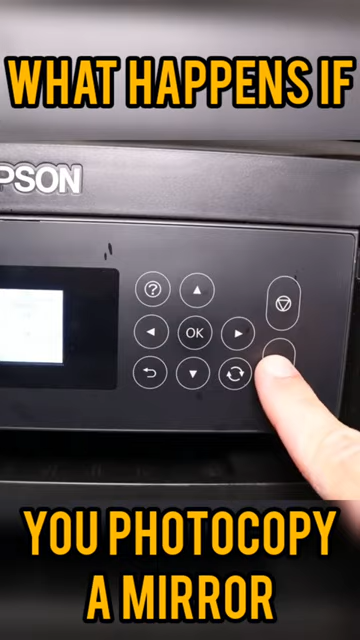 WHAT HAPPENS IF
PSON
?
OK
YOU PHOTOCOPY
A MIRROR